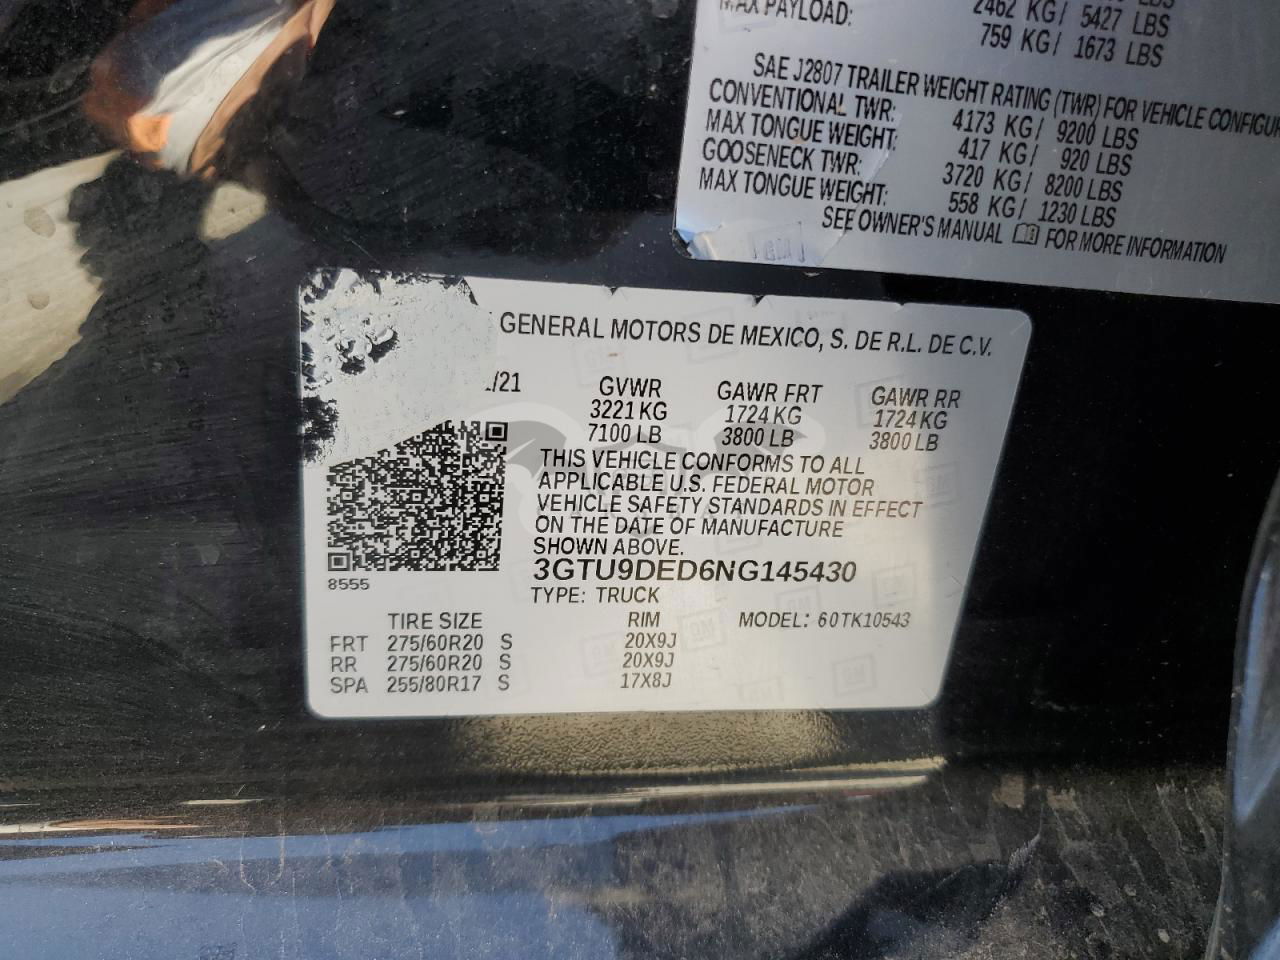 LBS
2462 KG/ 5427 LBS
MAX PAYLOAD: 759 KG/ 1673 LBS
SAE J2807 TRAILER WEIGHT RATING (TWR) FOR VEHICLE
CONVENTIONAL TWR: 4173 KG/ 9200 LBS
MAX TONGUE WEIGHT: 417 KG/ 920 LBS
GOOSENECK TWR: 3720 KG/ 8200 LBS
MAX TONGUE WEIGHT: 558 KG/ 1230 LBS
SEE OWNER'S MANUAL FOR MORE INFORMATION
GENERAL MOTORS DE MEXICO, S. DE R.L. DE C.V.
/21 GVWR GAWR FRT GAWR RR
3221 KG 1724 KG 1724 KG
7100 LB 3800 LB 3800 LB
THIS VEHICLE CONFORMS TO ALL
APPLICABLE U.S. FEDERAL MOTOR
VEHICLE SAFETY STANDARDS IN EFFECT
ON THE DATE OF MANUFACTURE
SHOWN ABOVE.
3GTU9DED6NG145430
8555
TYPE: TRUCK
TIRE SIZE RIM MODEL: 60TK10543
FRT 275/60R20 S 20X9J
RR 275/60R20 S 20X9J
SPA 255/80R17 S 17X8J